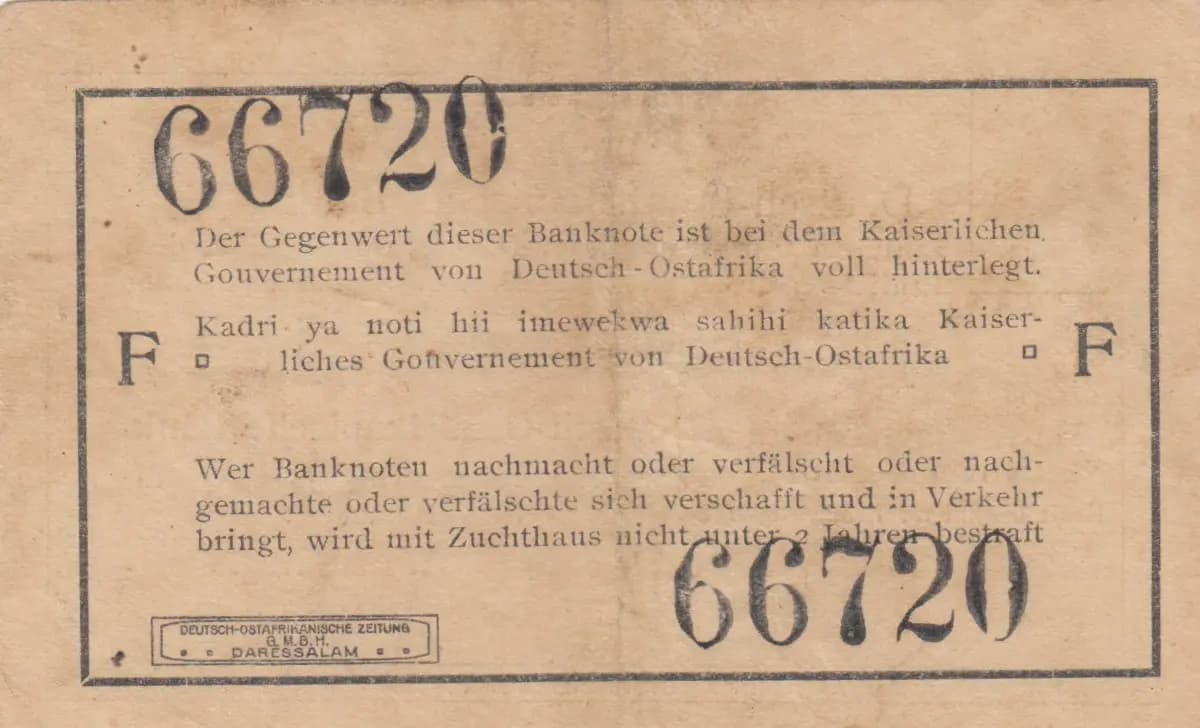 66720
Der Gegenwert dieser Banknote ist bei dem Kaiserlichen
Gouvernement von Deutsch-Ostafrika voll hinterlegt.
Kadri ya noti hii imewekwa sahihi katika Kaiser-
F liches Gouvernement von Deutsch-Ostafrika F
Wer Banknoten nachmacht oder verfälscht oder nach-
gemachte oder verfälschte sich verschafft und in Verkehr
bringt, wird mit Zuchthaus nicht unter 2 Jahren bestraft
66720
DEUTSCH-OSTAFRIKANISCHE ZEITUNG
G.M.B.H.
DARESSALAM